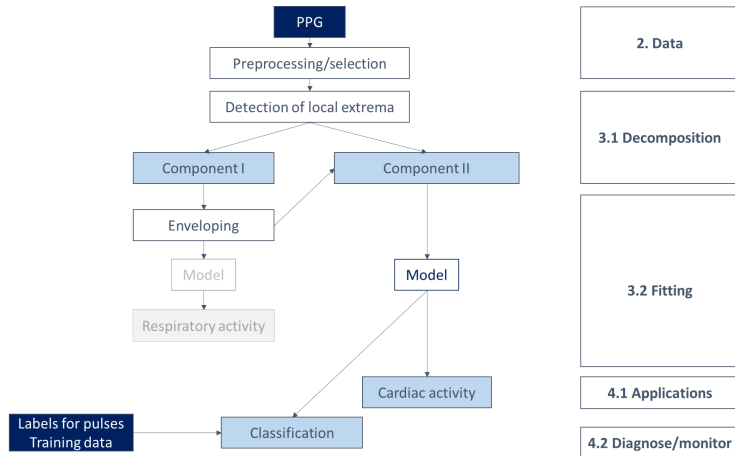 PPG
2. Data
Preprocessing/selection
Detection of local extrema
3.1 Decomposition
Component I
Component II
Enveloping
Model
Model
3.2 Fitting
Respiratory activity
Cardiac activity
4.1 Applications
Labels for pulses
Training data
Classification
4.2 Diagnose/monitor